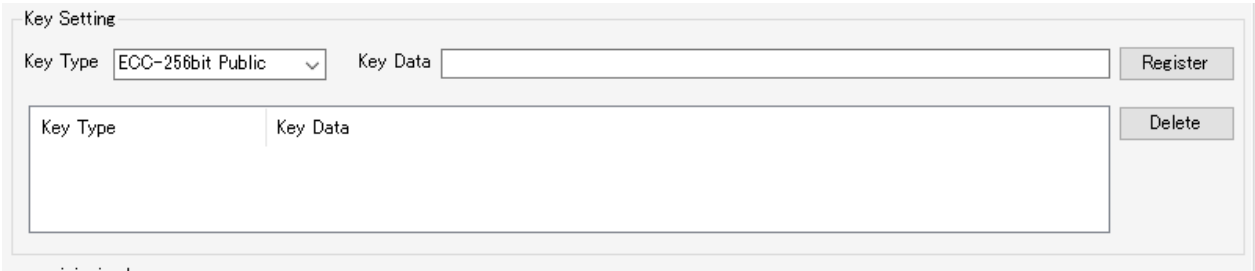 Key Setting
Key Type ECC-256bit Public Key Data Register
Key Type Key Data Delete